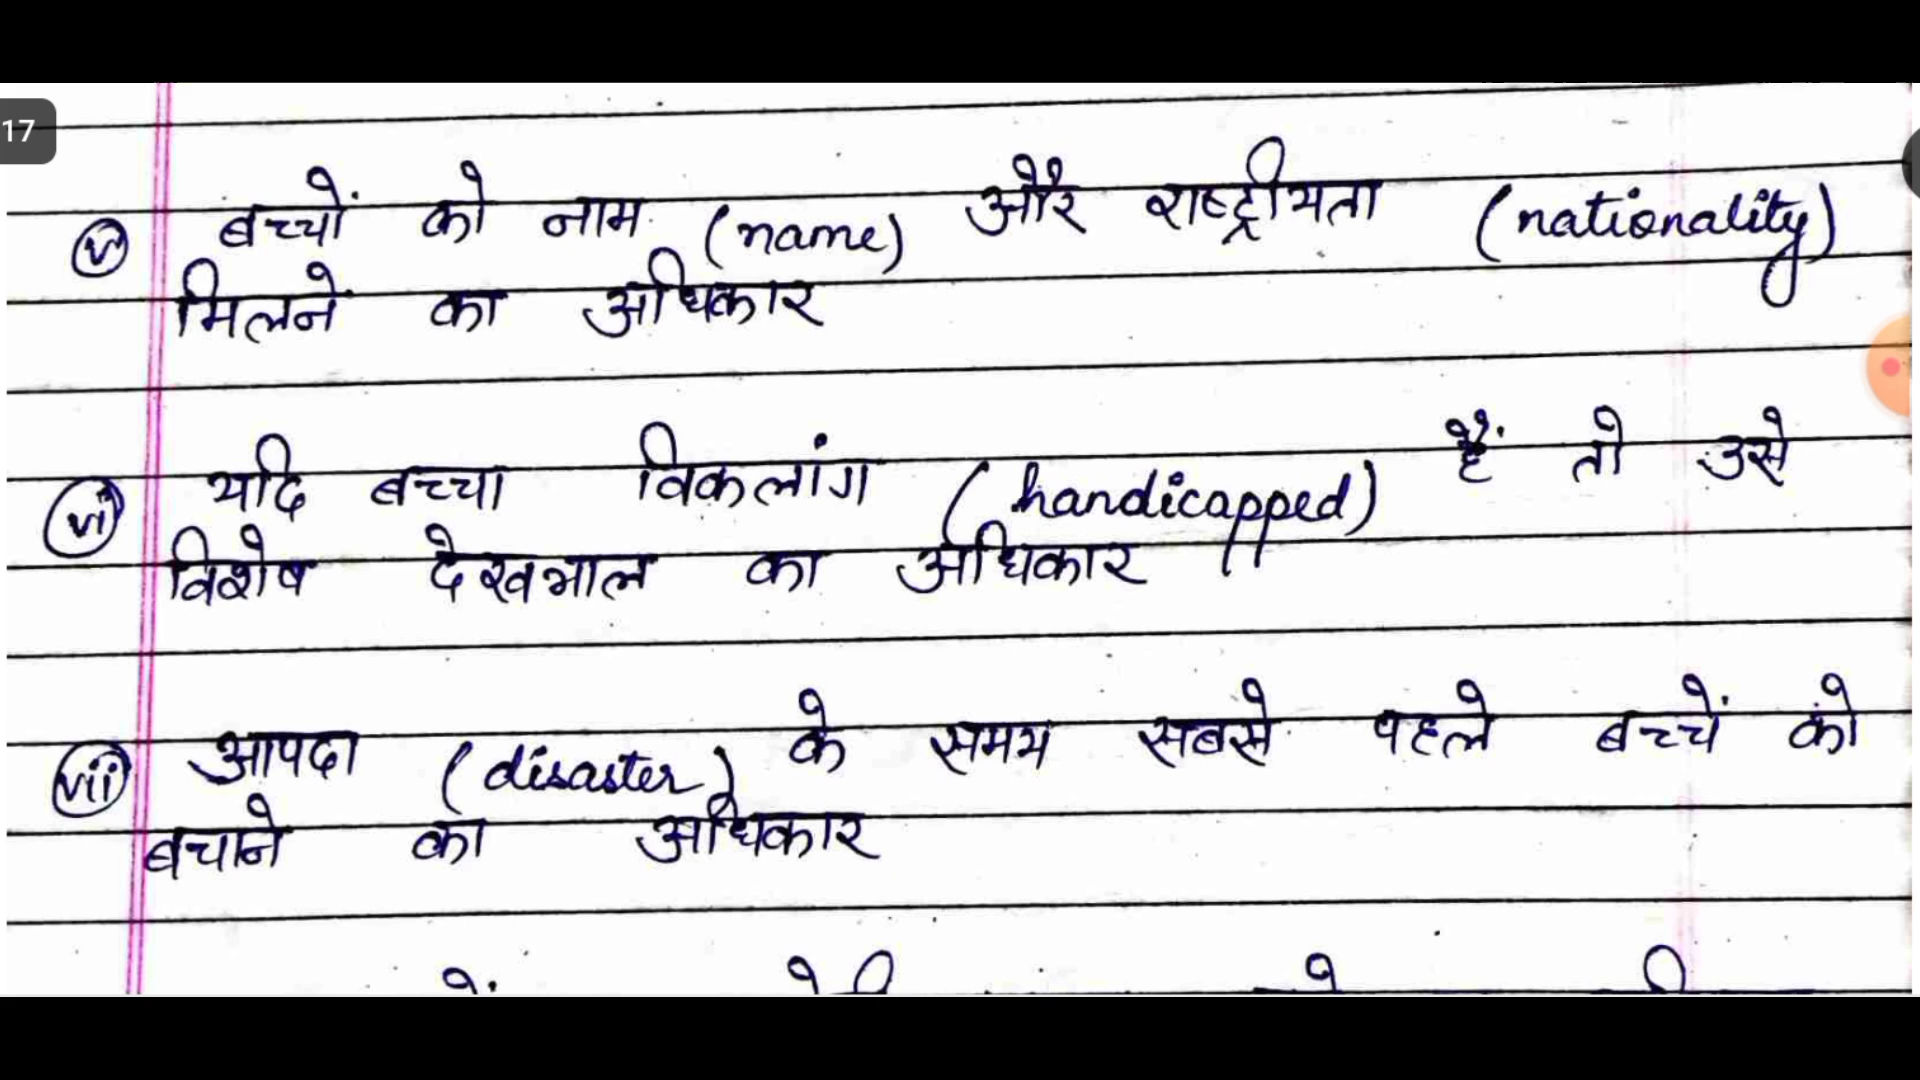 17
(v) बच्चों को नाम (name) और राष्ट्रीयता (nationality)
मिलने का अधिकार
(vi) यदि बच्चा विकलांग (handicapped) हैं तो उसे
विशेष देखभाल का अधिकार
(vii) आपदा (disaster) के समय सबसे पहले बच्चें को
बचाने का अधिकार